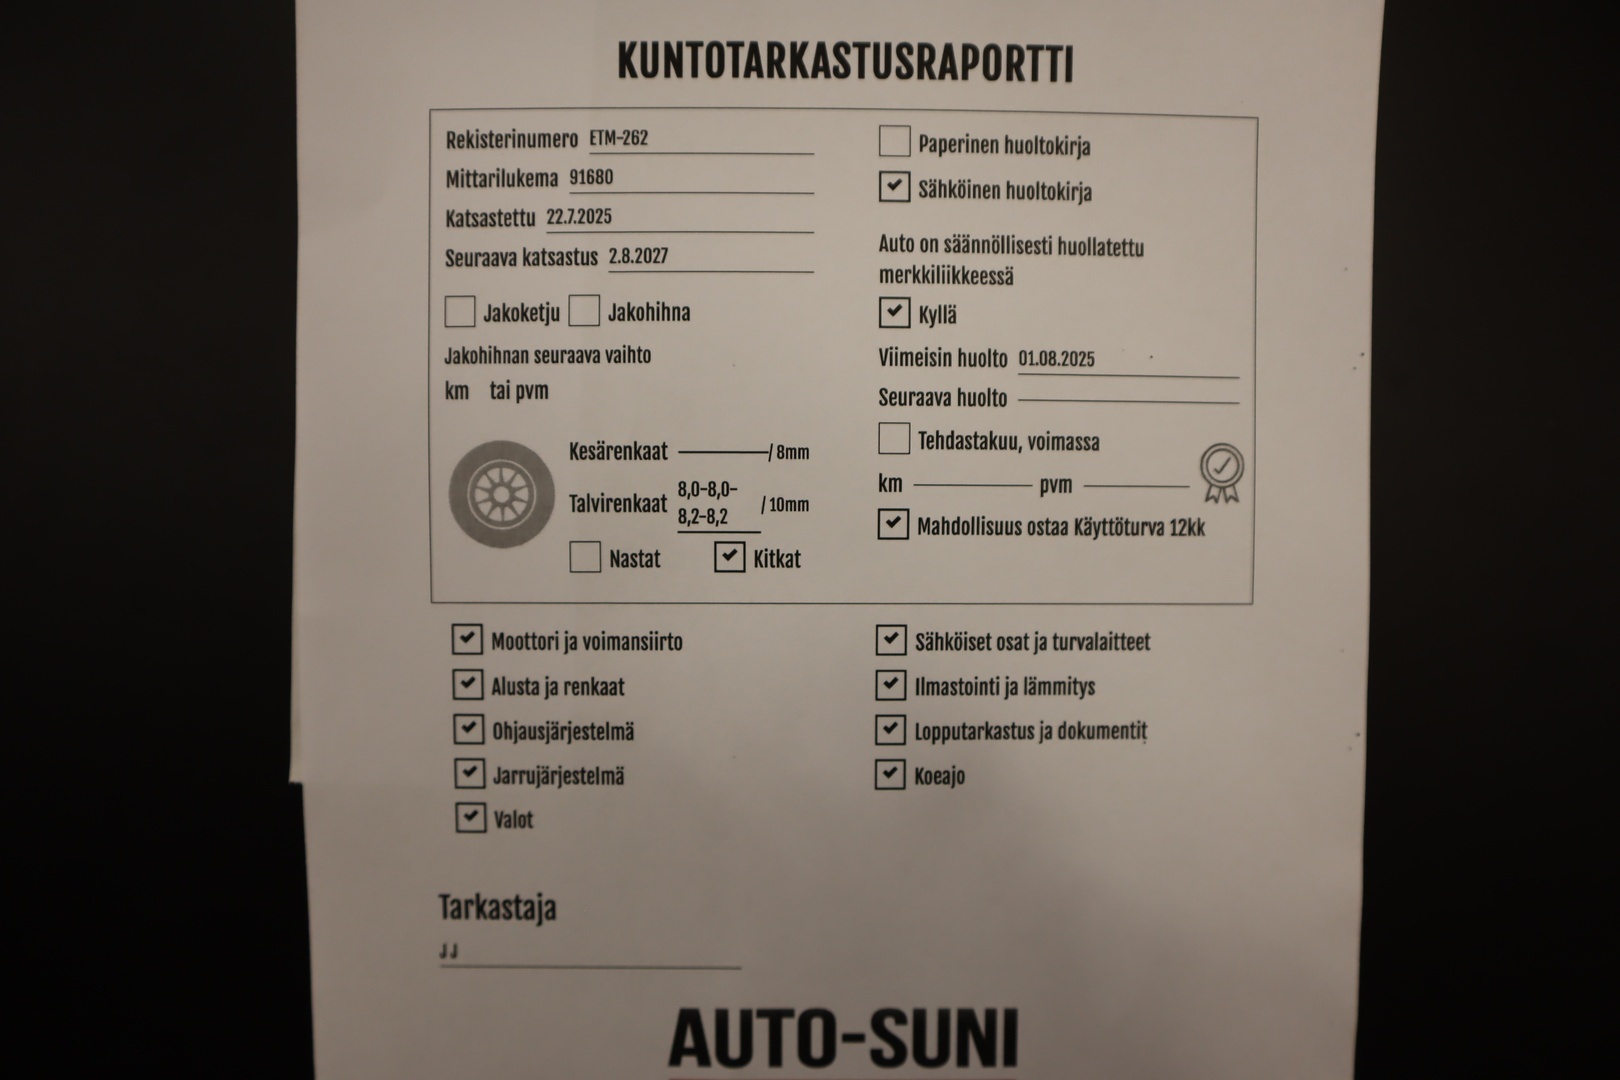 KUNTOTARKASTUSRAPORTTI
Rekisterinumero ETM-262
Mittarilukema 91680
Katsastettu 22.7.2025
Seuraava katsastus 2.8.2027
Jakoketju Jakohihna
Jakohihnan seuraava vaihto
km tai pvm
Kesärenkaat / 8mm
Talvirenkaat 8,0-8,0-
8,2-8,2 / 10mm
Nastat Kitkat
Paperinen huoltokirja
Sähköinen huoltokirja
Auto on säännöllisesti huollatettu
merkkiliikkeessä
Kyllä
Viimeisin huolto 01.08.2025
Seuraava huolto
Tehdastakuu, voimassa
km pvm
Mahdollisuus ostaa Käyttöturva 12kk
Moottori ja voimansiirto
Alusta ja renkaat
Ohjausjärjestelmä
Jarrujärjestelmä
Valot
Sähköiset osat ja turvalaitteet
Ilmastointi ja lämmitys
Lopputarkastus ja dokumentit
Koeajo
Tarkastaja
JJ
AUTO-SUNI